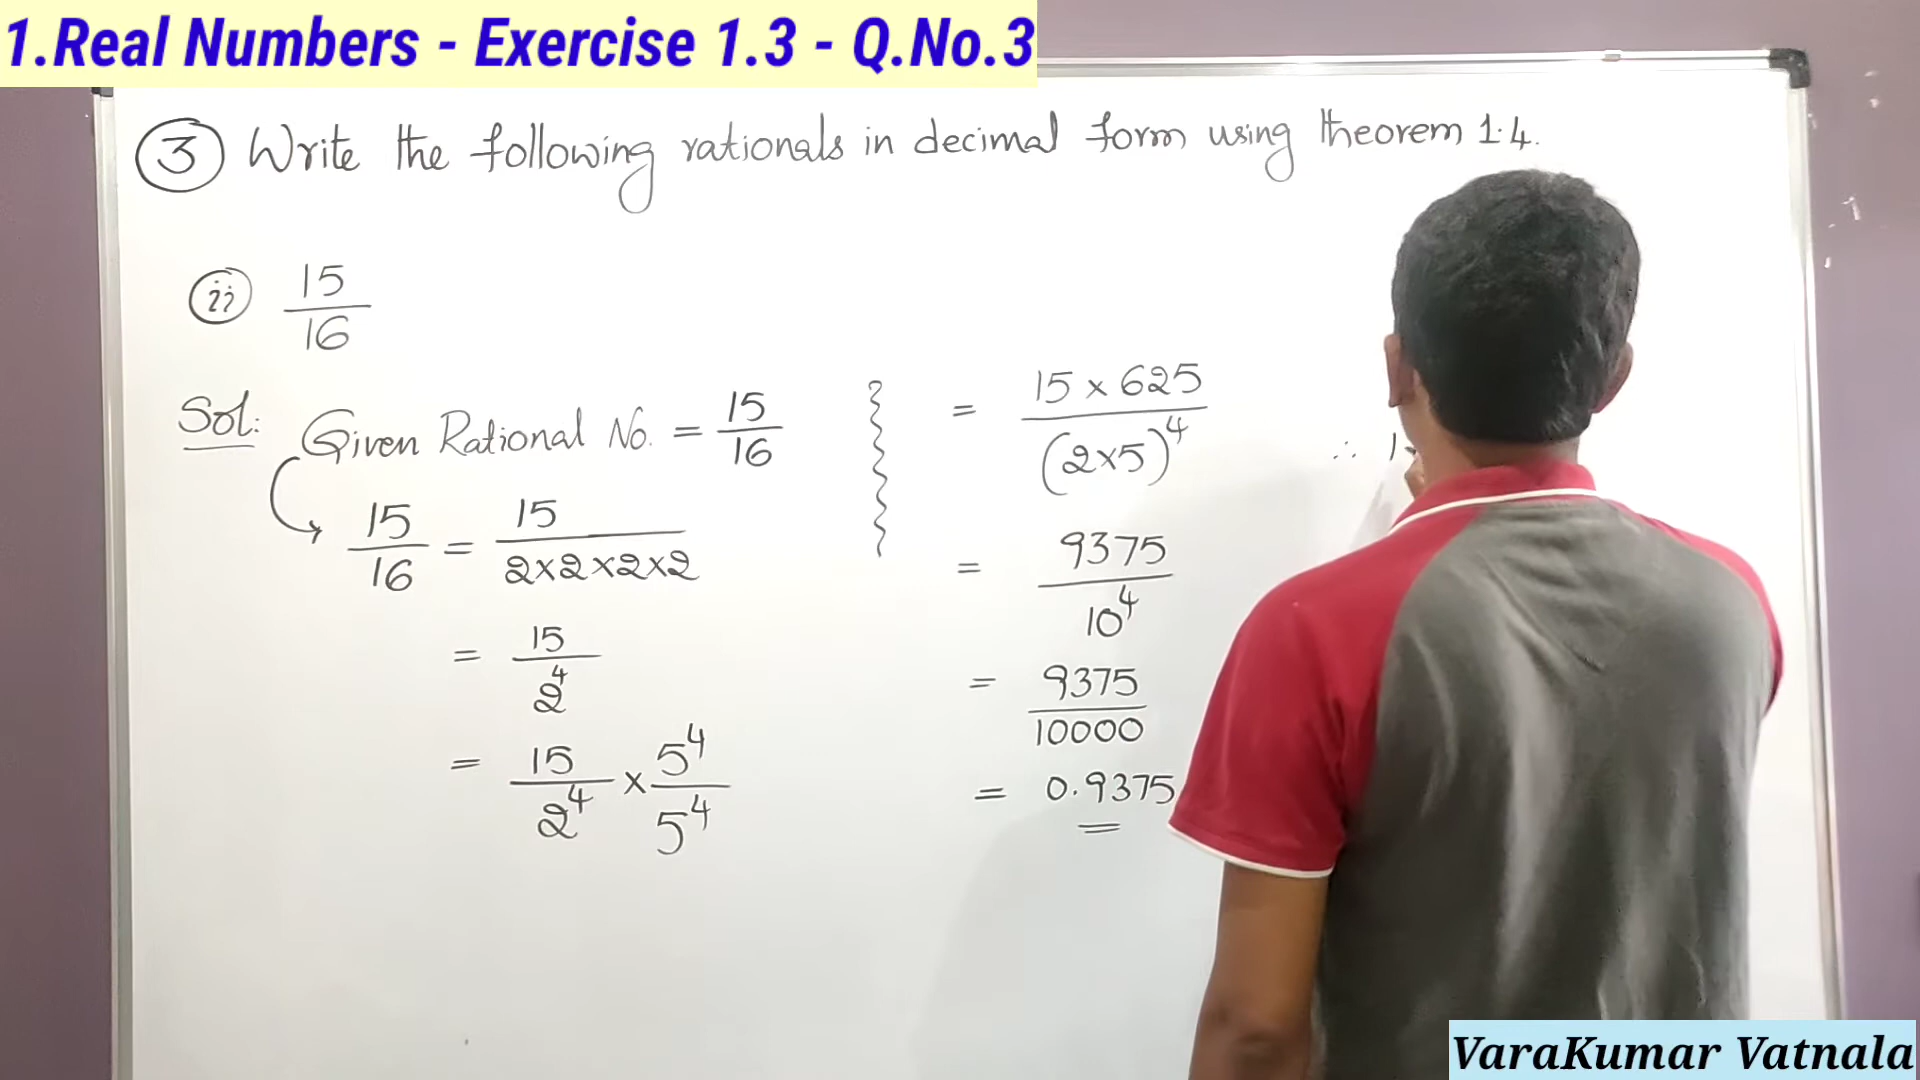 1.Real Numbers - Exercise 1.3 - Q.No.3
3 Write the following rationals in decimal form using theorem 1.4.
ii 15/16
Sol: Given Rational No. = 15/16
15/16 = 15/2×2×2×2
= 15/2⁴
= 15/2⁴ × 5⁴/5⁴
= 15 × 625/(2×5)⁴
= 9375/10⁴
= 9375/10000
= 0.9375
∴
VaraKumar Vatnala